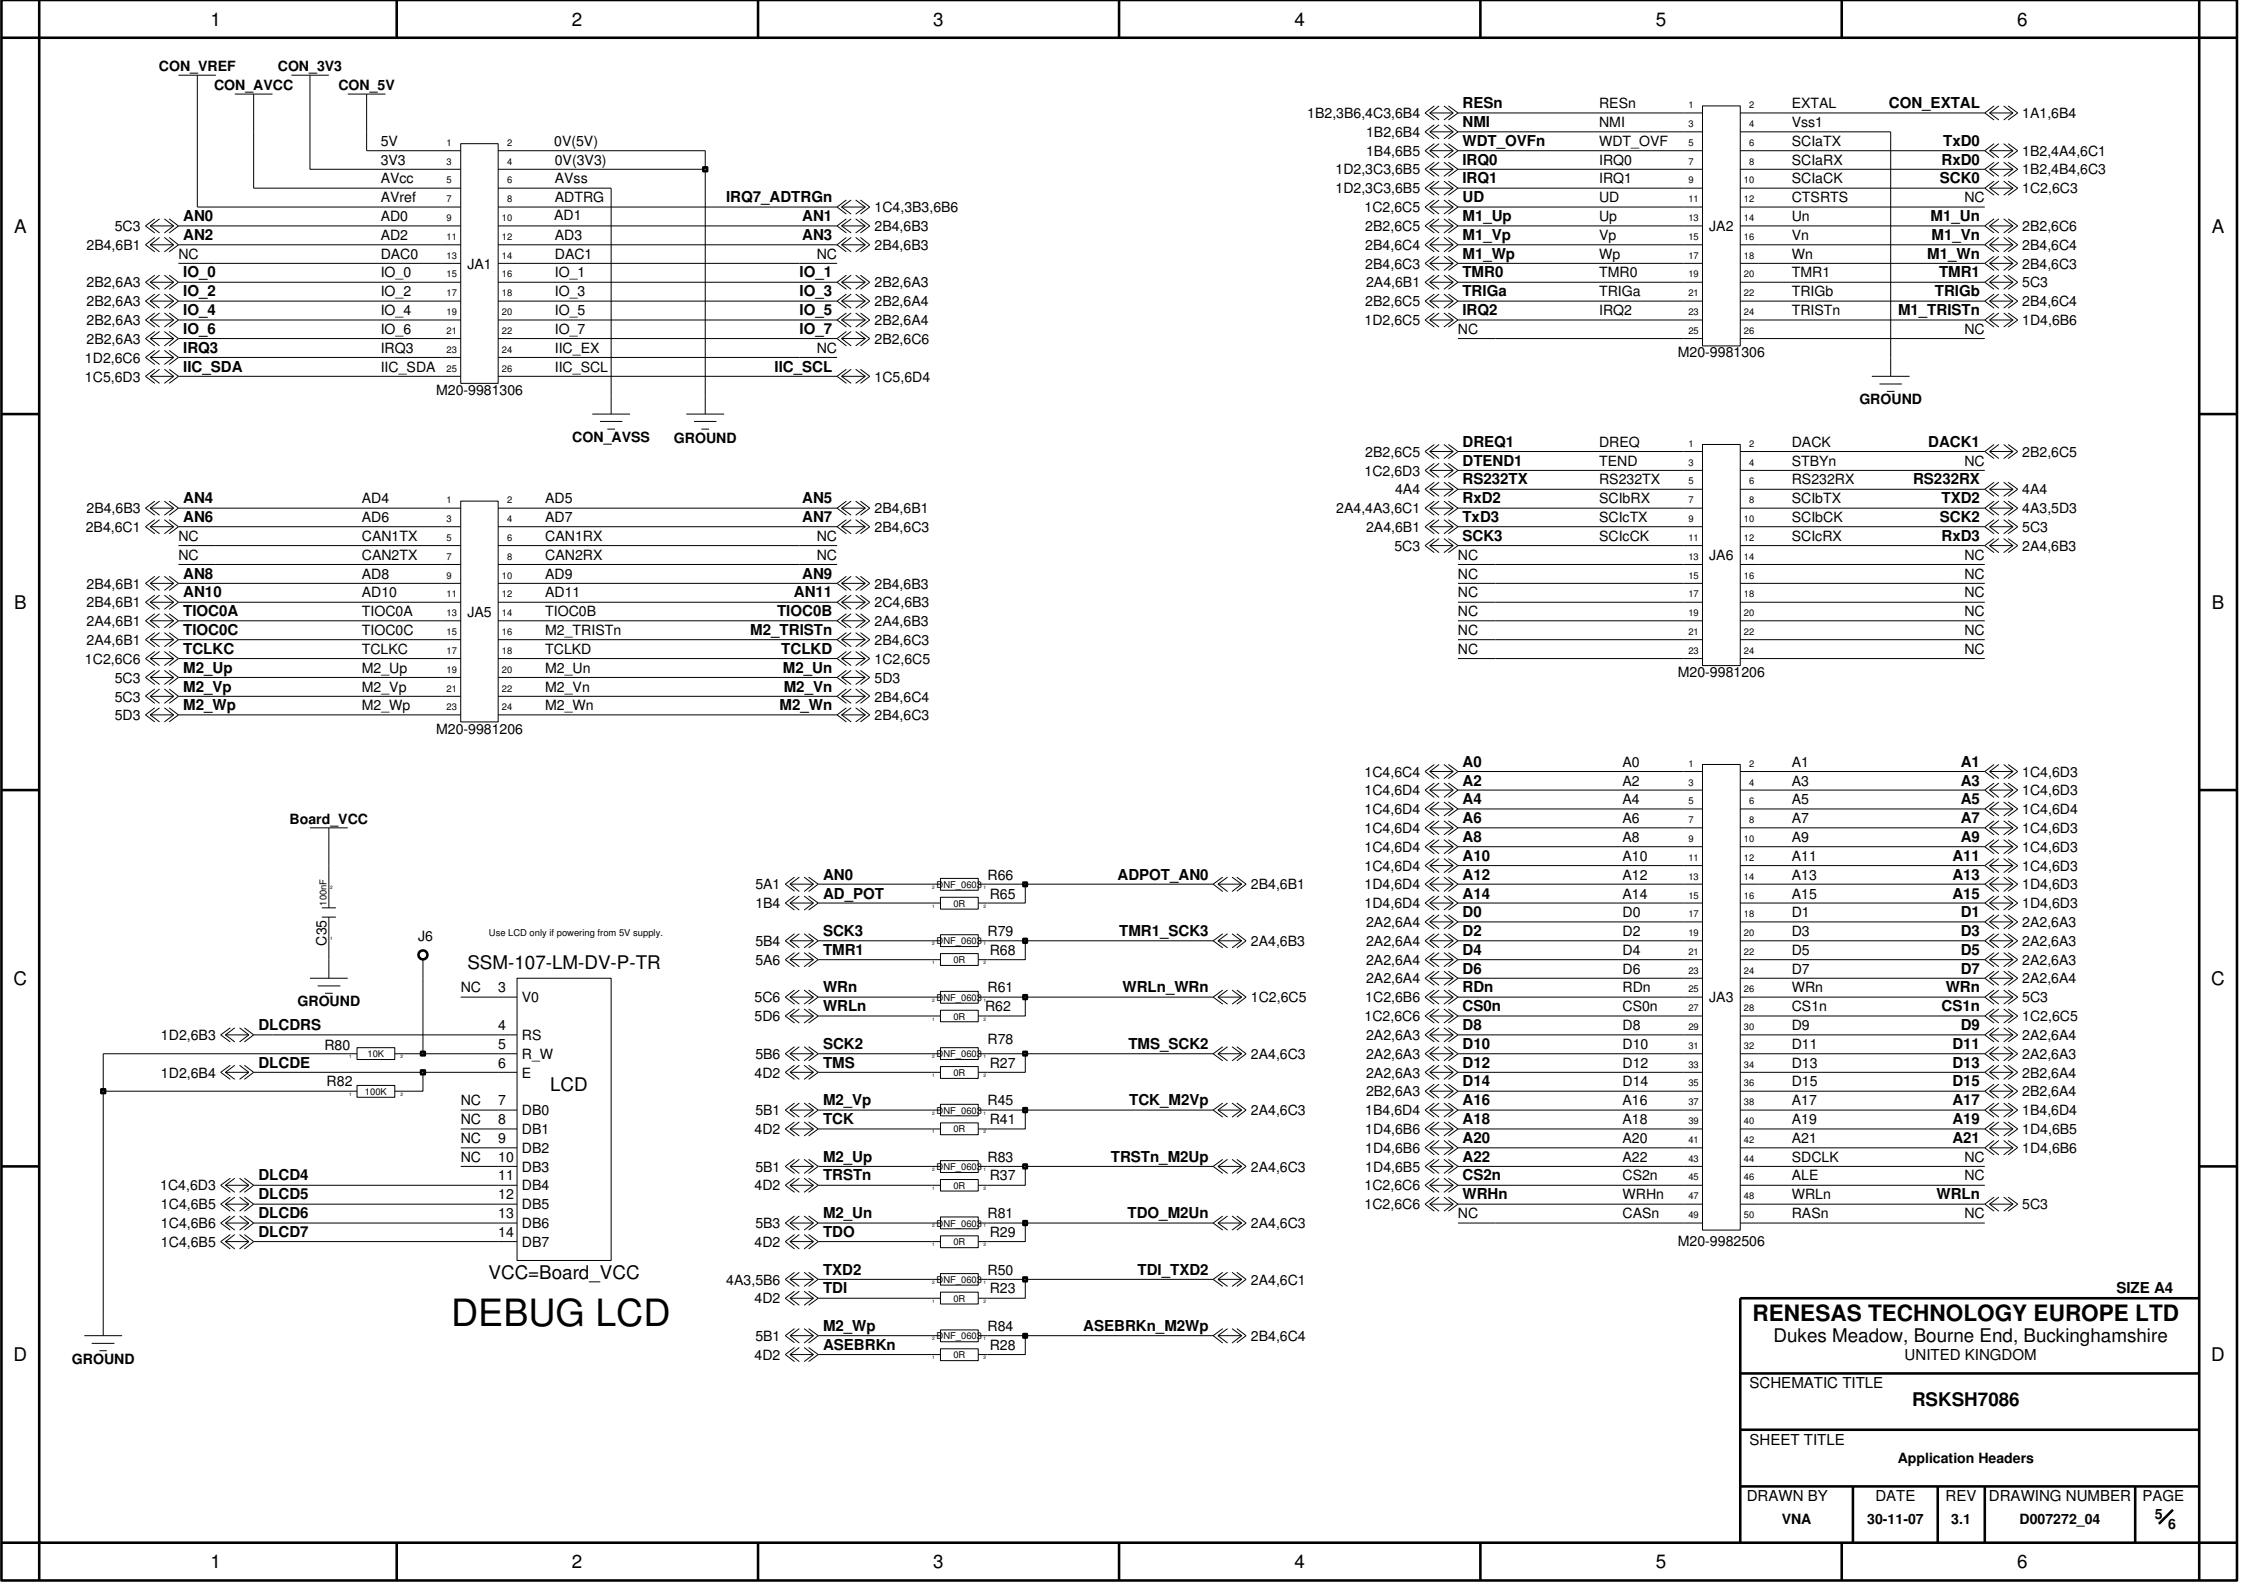 1 2 3 4 5 6
A
B
C
D
CON_VREF CON_3V3
CON_AVCC CON_5V
5V 1 2 0V(5V)
3V3 3 4 0V(3V3)
AVcc 5 6 AVss
AVref 7 8 ADTRG IRQ7_ADTRGn 1C4,3B3,6B6
5C3 AN0 AD0 9 10 AD1 AN1 2B4,6B3
2B4,6B1 AN2 AD2 11 12 AD3 AN3 2B4,6B3
NC DAC0 13 14 DAC1 NC
JA1
2B2,6A3 IO_0 IO_0 15 16 IO_1 IO_1 2B2,6A3
2B2,6A3 IO_2 IO_2 17 18 IO_3 IO_3 2B2,6A4
2B2,6A3 IO_4 IO_4 19 20 IO_5 IO_5 2B2,6A4
2B2,6A3 IO_6 IO_6 21 22 IO_7 IO_7 2B2,6C6
1D2,6C6 IRQ3 IRQ3 23 24 IIC_EX NC
1C5,6D3 IIC_SDA IIC_SDA 25 26 IIC_SCL IIC_SCL 1C5,6D4
M20-9981306
CON_AVSS GROUND
1B2,3B6,4C3,6B4 RESn RESn 1 2 EXTAL CON_EXTAL 1A1,6B4
1B2,6B4 NMI NMI 3 4 Vss1
1B4,6B5 WDT_OVFn WDT_OVF 5 6 SCIaTX TxD0 1B2,4A4,6C1
1D2,3C3,6B5 IRQ0 IRQ0 7 8 SCIaRX RxD0 1B2,4B4,6C3
1D2,3C3,6B5 IRQ1 IRQ1 9 10 SCIaCK SCK0 1C2,6C3
1C2,6C5 UD UD 11 12 CTSRTS NC
2B2,6C5 M1_Up Up 13 14 Un M1_Un 2B2,6C6
JA2
2B4,6C4 M1_Vp Vp 15 16 Vn M1_Vn 2B4,6C4
2B4,6C3 M1_Wp Wp 17 18 Wn M1_Wn 2B4,6C3
2A4,6B1 TMR0 TMR0 19 20 TMR1 TMR1 5C3
2B2,6C5 TRIGa TRIGa 21 22 TRIGb TRIGb 2B4,6C4
1D2,6C5 IRQ2 IRQ2 23 24 TRISTn M1_TRISTn 1D4,6B6
NC 25 26 NC
M20-9981306
GROUND
2B4,6B3 AN4 AD4 1 2 AD5 AN5 2B4,6B1
2B4,6C1 AN6 AD6 3 4 AD7 AN7 2B4,6C3
NC CAN1TX 5 6 CAN1RX NC
NC CAN2TX 7 8 CAN2RX NC
2B4,6B1 AN8 AD8 9 10 AD9 AN9 2B4,6B3
2B4,6B1 AN10 AD10 11 12 AD11 AN11 2C4,6B3
2A4,6B1 TIOC0A TIOC0A 13 JA5 14 TIOC0B TIOC0B 2A4,6B3
2A4,6B1 TIOC0C TIOC0C 15 16 M2_TRISTn M2_TRISTn 2B4,6C3
1C2,6C6 TCLKC TCLKC 17 18 TCLKD TCLKD 1C2,6C5
5C3 M2_Up M2_Up 19 20 M2_Un M2_Un 5D3
5C3 M2_Vp M2_Vp 21 22 M2_Vn M2_Vn 2B4,6C4
5D3 M2_Wp M2_Wp 23 24 M2_Wn M2_Wn 2B4,6C3
M20-9981206
2B2,6C5 DREQ1 DREQ 1 2 DACK DACK1 2B2,6C5
1C2,6D3 DTEND1 TEND 3 4 STBYn NC
4A4 RS232TX RS232TX 5 6 RS232RX RS232RX 4A4
2A4,4A3,6C1 RxD2 SCIbRX 7 8 SCIbTX TXD2 4A3,5D3
2A4,6B1 TxD3 SCIcTX 9 10 SCIbCK SCK2 5C3
5C3 SCK3 SCIcCK 11 12 SCIcRX RxD3 2A4,6B3
NC 13 JA6 14 NC
NC 15 16 NC
NC 17 18 NC
NC 19 20 NC
NC 21 22 NC
NC 23 24 NC
M20-9981206
1C4,6C4 A0 A0 1 2 A1 A1 1C4,6D3
1C4,6D4 A2 A2 3 4 A3 A3 1C4,6D3
1C4,6D4 A4 A4 5 6 A5 A5 1C4,6D4
1C4,6D4 A6 A6 7 8 A7 A7 1C4,6D3
1C4,6D4 A8 A8 9 10 A9 A9 1C4,6D3
1C4,6D4 A10 A10 11 12 A11 A11 1C4,6D3
1D4,6D4 A12 A12 13 14 A13 A13 1D4,6D3
1D4,6D4 A14 A14 15 16 A15 A15 1D4,6D3
2A2,6A4 D0 D0 17 18 D1 D1 2A2,6A3
2A2,6A4 D2 D2 19 20 D3 D3 2A2,6A3
2A2,6A4 D4 D4 21 22 D5 D5 2A2,6A3
2A2,6A4 D6 D6 23 24 D7 D7 2A2,6A4
1C2,6B6 RDn RDn 25 JA3 26 WRn WRn 5C3
1C2,6C6 CS0n CS0n 27 28 CS1n CS1n 1C2,6C5
2A2,6A3 D8 D8 29 30 D9 D9 2A2,6A4
2A2,6A3 D10 D10 31 32 D11 D11 2A2,6A3
2A2,6A3 D12 D12 33 34 D13 D13 2B2,6A4
2B2,6A3 D14 D14 35 36 D15 D15 2B2,6A4
1B4,6D4 A16 A16 37 38 A17 A17 1B4,6D4
1D4,6B6 A18 A18 39 40 A19 A19 1D4,6B5
1D4,6B6 A20 A20 41 42 A21 A21 1D4,6B6
1D4,6B5 A22 A22 43 44 SDCLK NC
1C2,6C6 CS2n CS2n 45 46 ALE NC
1C2,6C6 WRHn WRHn 47 48 WRLn WRLn 5C3
NC CASn 49 50 RASn NC
M20-9982506
Board_VCC
100nF
C35
GROUND
J6
Use LCD only if powering from 5V supply.
SSM-107-LM-DV-P-TR
NC 3 V0
1D2,6B3 DLCDRS 4 RS
R80 10K 5 R_W
1D2,6B4 DLCDE 6 E
R82 100K
LCD
NC 7 DB0
NC 8 DB1
NC 9 DB2
NC 10 DB3
1C4,6D3 DLCD4 11 DB4
1C4,6B5 DLCD5 12 DB5
1C4,6B6 DLCD6 13 DB6
1C4,6B5 DLCD7 14 DB7
VCC=Board_VCC
DEBUG LCD
GROUND
5A1 AN0 DNF_0603 R66 ADPOT_AN0 2B4,6B1
1B4 AD_POT 0R R65
5B4 SCK3 DNF_0603 R79 TMR1_SCK3 2A4,6B3
5A6 TMR1 0R R68
5C6 WRn DNF_0603 R61 WRLn_WRn 1C2,6C5
5D6 WRLn 0R R62
5B6 SCK2 DNF_0603 R78 TMS_SCK2 2A4,6C3
4D2 TMS 0R R27
5B1 M2_Vp DNF_0603 R45 TCK_M2Vp 2A4,6C3
4D2 TCK 0R R41
5B1 M2_Up DNF_0603 R83 TRSTn_M2Up 2A4,6C3
4D2 TRSTn 0R R37
5B3 M2_Un DNF_0603 R81 TDO_M2Un 2A4,6C3
4D2 TDO 0R R29
4A3,5B6 TXD2 DNF_0603 R50 TDI_TXD2 2A4,6C1
4D2 TDI 0R R23
5B1 M2_Wp DNF_0603 R84 ASEBRKn_M2Wp 2B4,6C4
4D2 ASEBRKn 0R R28
SIZE A4
RENESAS TECHNOLOGY EUROPE LTD
Dukes Meadow, Bourne End, Buckinghamshire
UNITED KINGDOM
SCHEMATIC TITLE
RSKSH7086
SHEET TITLE
Application Headers
DRAWN BY DATE REV DRAWING NUMBER PAGE
VNA 30-11-07 3.1 D007272_04 5/6
A
B
C
D
1 2 3 4 5 6